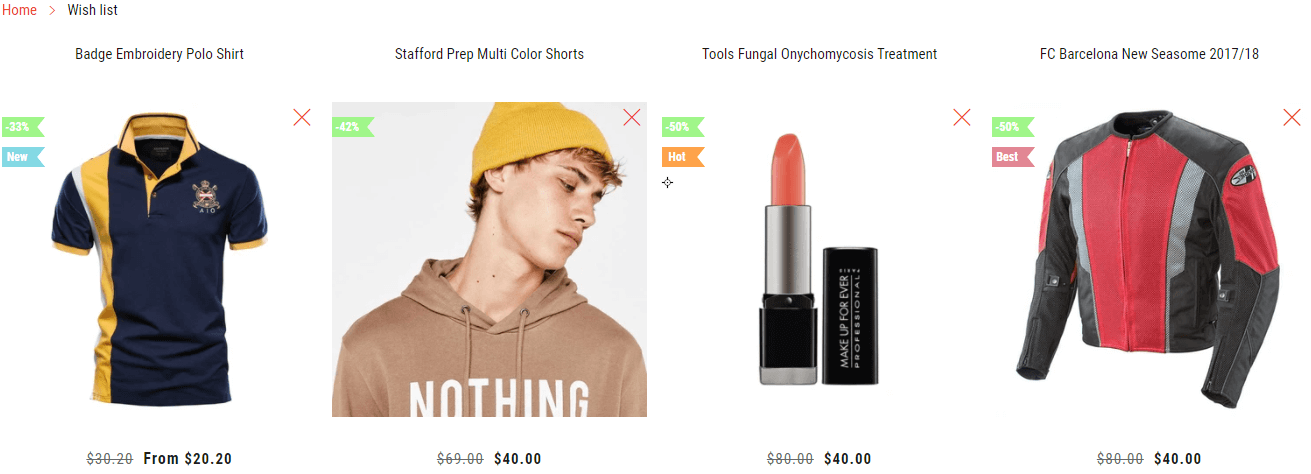 Home > Wish list
Badge Embroidery Polo Shirt
Stafford Prep Multi Color Shorts
Tools Fungal Onychomycosis Treatment
FC Barcelona New Seasome 2017/18
-33%
New
AIO
-42%
NOTHING
-50%
Hot
MAKE UP FOR EVER
PROFESSIONAL
-50%
Best
$30.20 From $20.20
$69.00 $40.00
$80.00 $40.00
$80.00 $40.00